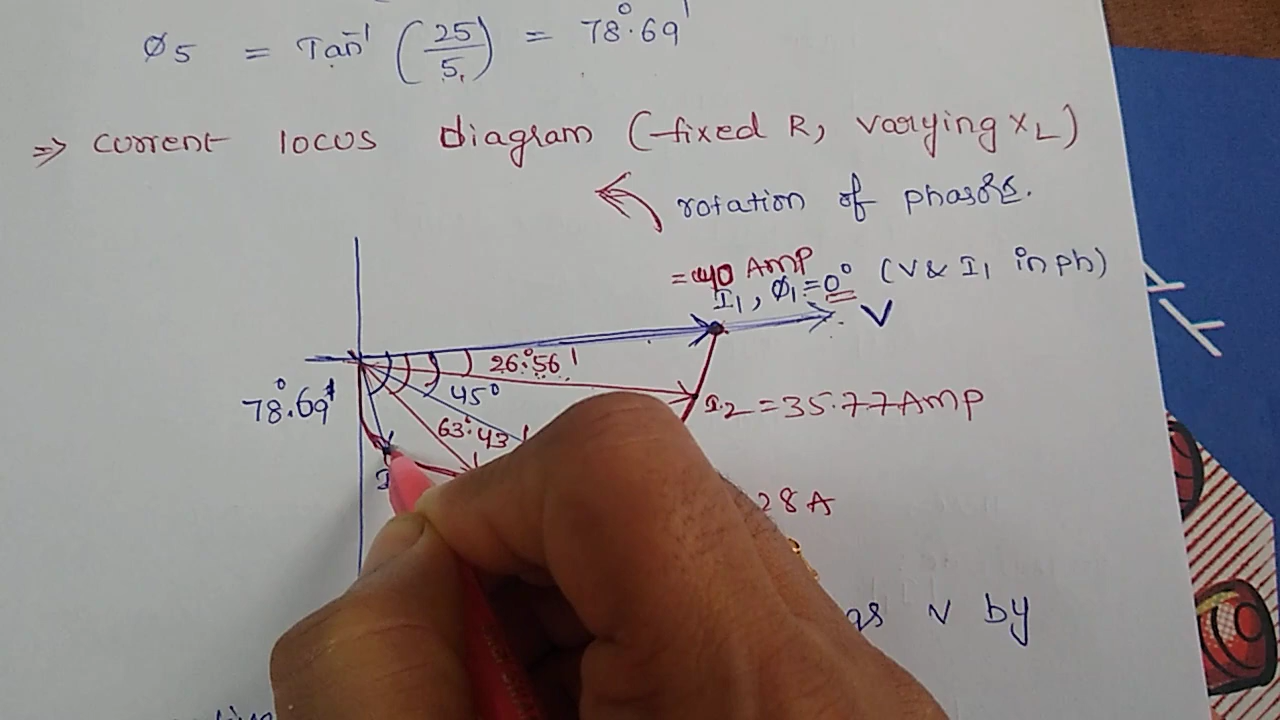 Ø5 = Tan⁻¹ (25/5) = 78°.69'
⇒ current locus diagram (fixed R, varying XL)
rotation of phasors.
= 40 AMP
I1, Ø1 = 0° (V & I1 in ph)
V
26°.56'
78°.69'
45°
I2 = 35.77 AMP
63°.43'
I
28 A
gs V by